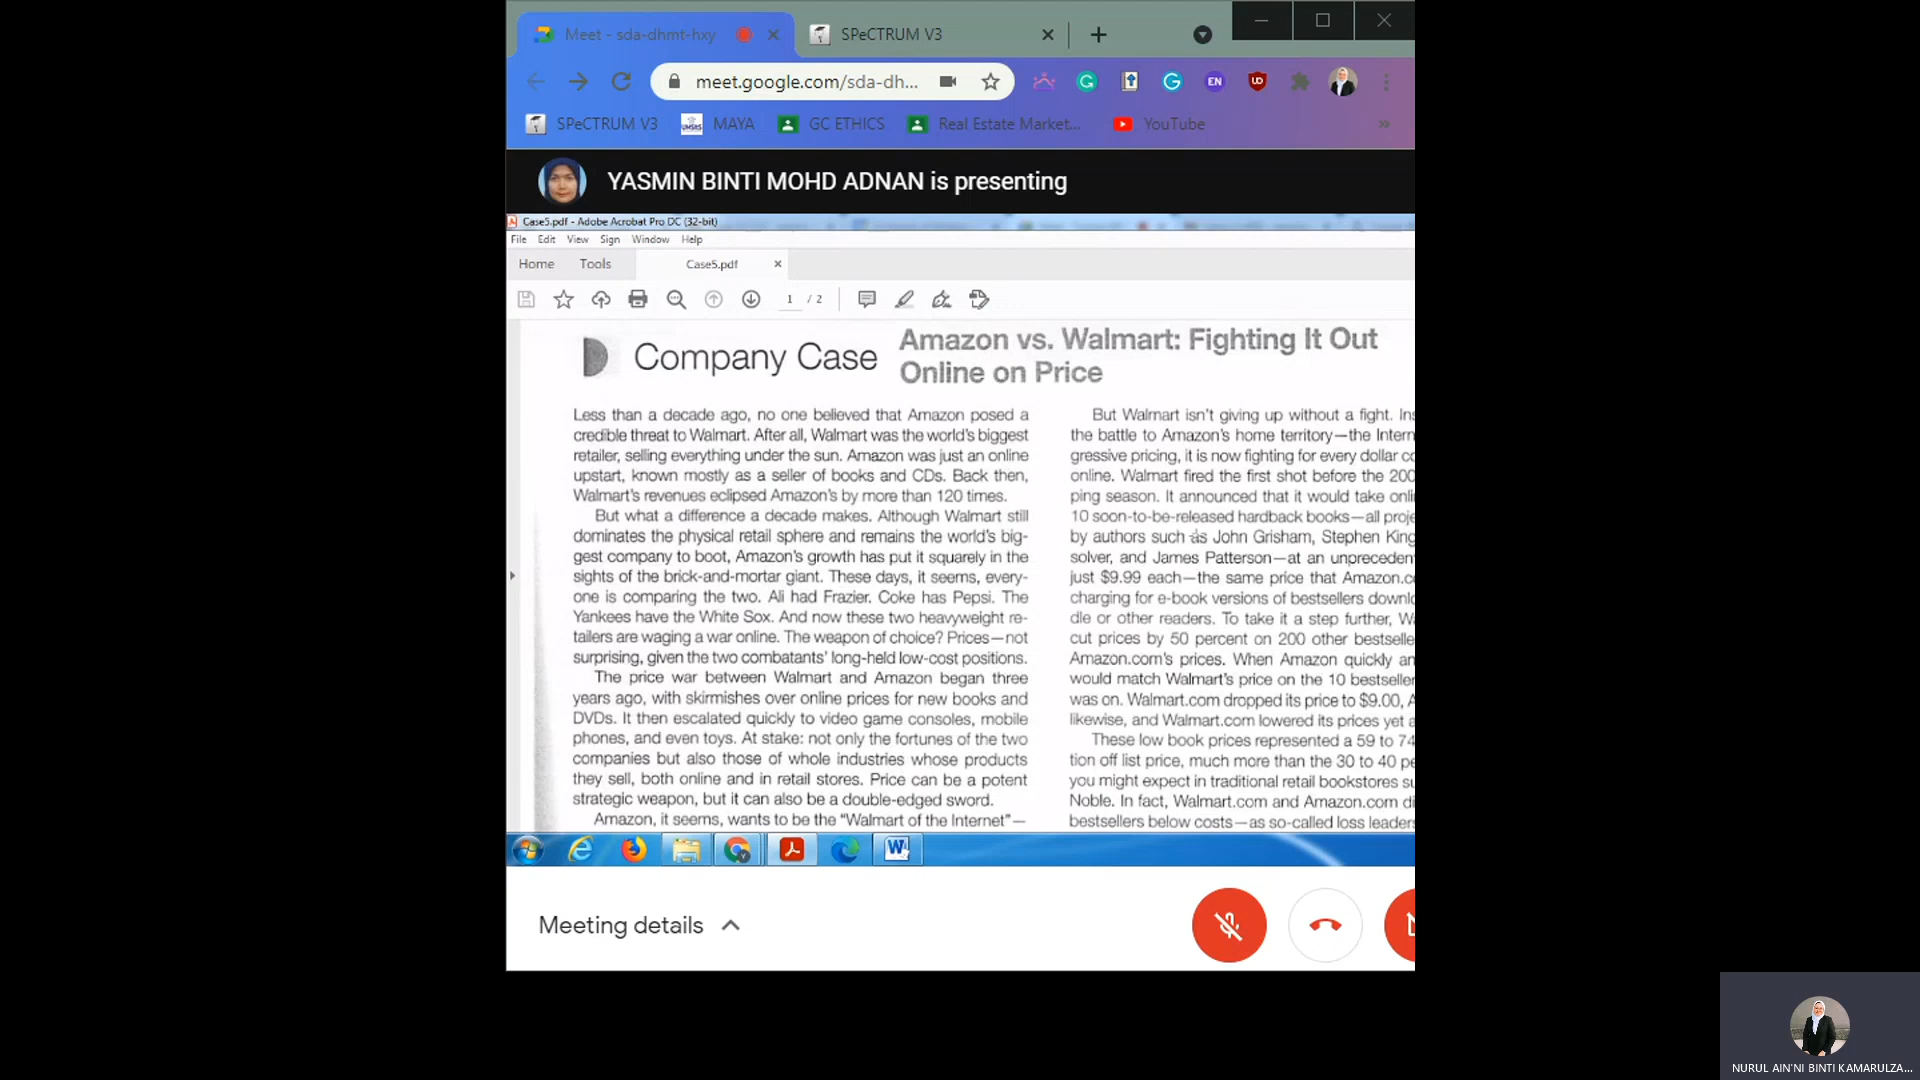 Meet - sda-dhmt-hxy
SPeCTRUM V3
meet.google.com/sda-dh...
EN
UD
SPeCTRUM V3
UMSRS
MAYA
GC ETHICS
Real Estate Market...
YouTube
YASMIN BINTI MOHD ADNAN is presenting
Case5.pdf - Adobe Acrobat Pro DC (32-bit)
File Edit View Sign Window Help
Home Tools Case5.pdf
1 / 2
Company Case
Amazon vs. Walmart: Fighting It Out
Online on Price
Less than a decade ago, no one believed that Amazon posed a
credible threat to Walmart. After all, Walmart was the world's biggest
retailer, selling everything under the sun. Amazon was just an online
upstart, known mostly as a seller of books and CDs. Back then,
Walmart's revenues eclipsed Amazon's by more than 120 times.
But what a difference a decade makes. Although Walmart still
dominates the physical retail sphere and remains the world's big-
gest company to boot, Amazon's growth has put it squarely in the
sights of the brick-and-mortar giant. These days, it seems, every-
one is comparing the two. Ali had Frazier. Coke has Pepsi. The
Yankees have the White Sox. And now these two heavyweight re-
tailers are waging a war online. The weapon of choice? Prices—not
surprising, given the two combatants' long-held low-cost positions.
The price war between Walmart and Amazon began three
years ago, with skirmishes over online prices for new books and
DVDs. It then escalated quickly to video game consoles, mobile
phones, and even toys. At stake: not only the fortunes of the two
companies but also those of whole industries whose products
they sell, both online and in retail stores. Price can be a potent
strategic weapon, but it can also be a double-edged sword.
Amazon, it seems, wants to be the "Walmart of the Internet"—
But Walmart isn't giving up without a fight. Ins
the battle to Amazon's home territory—the Intern
gressive pricing, it is now fighting for every dollar co
online. Walmart fired the first shot before the 200
ping season. It announced that it would take onli
10 soon-to-be-released hardback books—all proje
by authors such as John Grisham, Stephen King
solver, and James Patterson—at an unpreceden
just $9.99 each—the same price that Amazon.co
charging for e-book versions of bestsellers downlo
dle or other readers. To take it a step further, W
cut prices by 50 percent on 200 other bestselle
Amazon.com's prices. When Amazon quickly an
would match Walmart's price on the 10 bestseller
was on. Walmart.com dropped its price to $9.00, A
likewise, and Walmart.com lowered its prices yet a
These low book prices represented a 59 to 74
tion off list price, much more than the 30 to 40 pe
you might expect in traditional retail bookstores su
Noble. In fact, Walmart.com and Amazon.com di
bestsellers below costs—as so-called loss leaders
Meeting details
NURUL AIN'NI BINTI KAMARULZA...